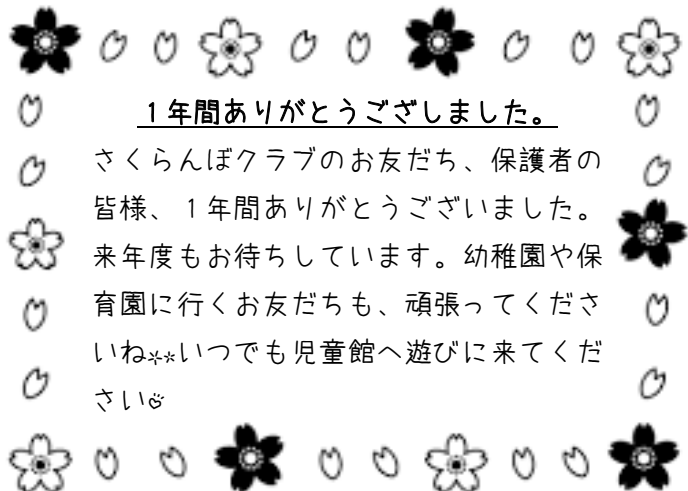 １年間ありがとうござしました。
さくらんぼクラブのお友だち、保護者の
皆様、１年間ありがとうございました。
来年度もお待ちしています。幼稚園や保
育園に行くお友だちも、頑張ってくださ
いね⁂いつでも児童館へ遊びに来てくだ
さいꔛ